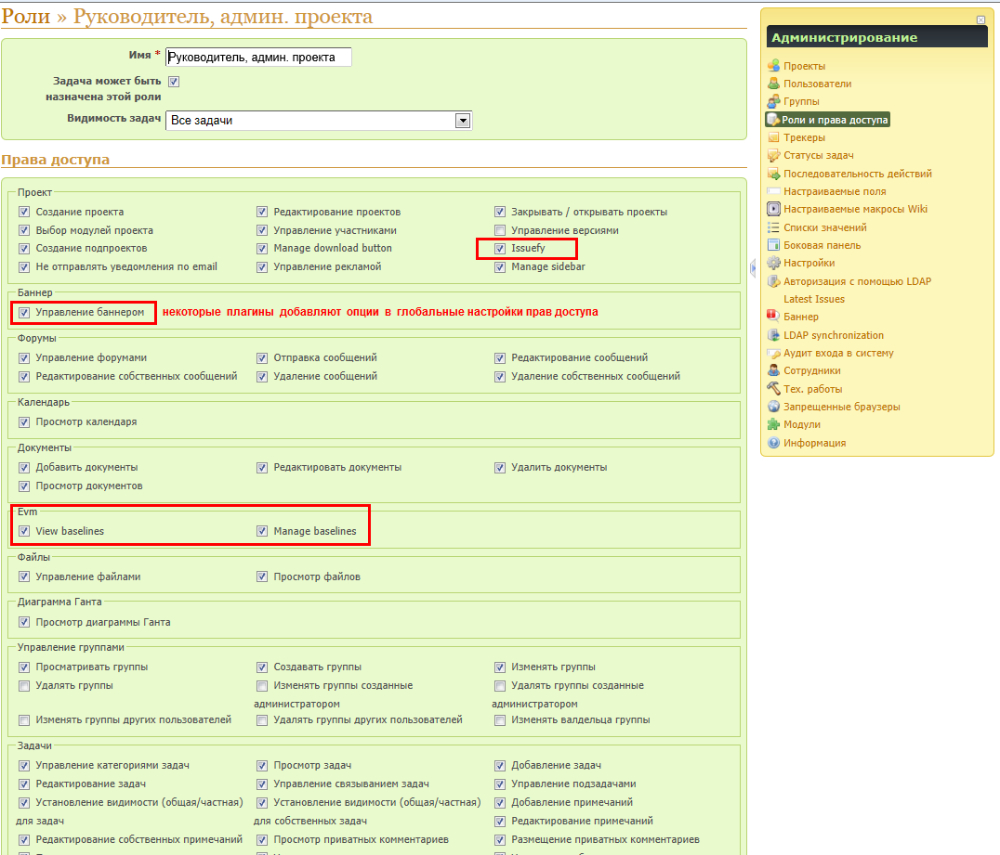 Роли » Руководитель, админ. проекта
Имя * Руководитель, админ. проекта
Задача может быть
назначена этой роли
Видимость задач Все задачи
Права доступа
Проект
Создание проекта Редактирование проектов Закрывать / открывать проекты
Выбор модулей проекта Управление участниками Управление версиями
Создание подпроектов Manage download button Issuefy
Не отправлять уведомления по email Управление рекламой Manage sidebar
Баннер
Управление баннером некоторые плагины добавляют опции в глобальные настройки прав доступа
Форумы
Управление форумами Отправка сообщений Редактирование сообщений
Редактирование собственных сообщений Удаление сообщений Удаление собственных сообщений
Календарь
Просмотр календаря
Документы
Добавить документы Редактировать документы Удалить документы
Просмотр документов
Evm
View baselines Manage baselines
Файлы
Управление файлами Просмотр файлов
Диаграмма Ганта
Просмотр диаграммы Ганта
Управление группами
Просматривать группы Создавать группы Изменять группы
Удалять группы Изменять группы созданные Удалять группы созданные
администратором администратором
Изменять группы других пользователей Удалять группы других пользователей Изменять валдельца группы
Задачи
Управление категориями задач Просмотр задач Добавление задач
Редактирование задач Управление связыванием задач Управление подзадачами
Установление видимости (общая/частная) Установление видимости (общая/частная) Добавление примечаний
для задач для собственных задач Редактирование примечаний
Редактирование собственных примечаний Просмотр приватных комментариев Размещение приватных комментариев
Администрирование
Проекты
Пользователи
Группы
Роли и права доступа
Трекеры
Статусы задач
Последовательность действий
Настраиваемые поля
Настраиваемые макросы Wiki
Списки значений
Боковая панель
Настройки
Авторизация с помощью LDAP
Latest Issues
Баннер
LDAP synchronization
Аудит входа в систему
Сотрудники
Тех. работы
Запрещенные браузеры
Модули
Информация